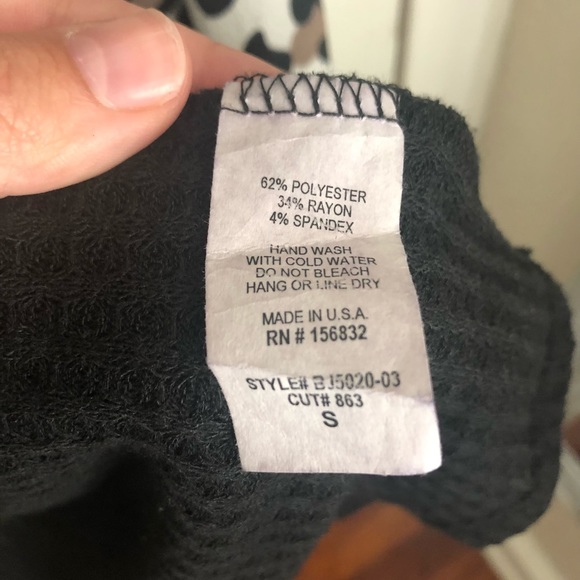 62% POLYESTER
34% RAYON
4% SPANDEX
HAND WASH
WITH COLD WATER
DO NOT BLEACH
HANG OR LINE DRY
MADE IN U.S.A.
RN # 156832
STYLE# BJ5020-03
CUT# 863
S